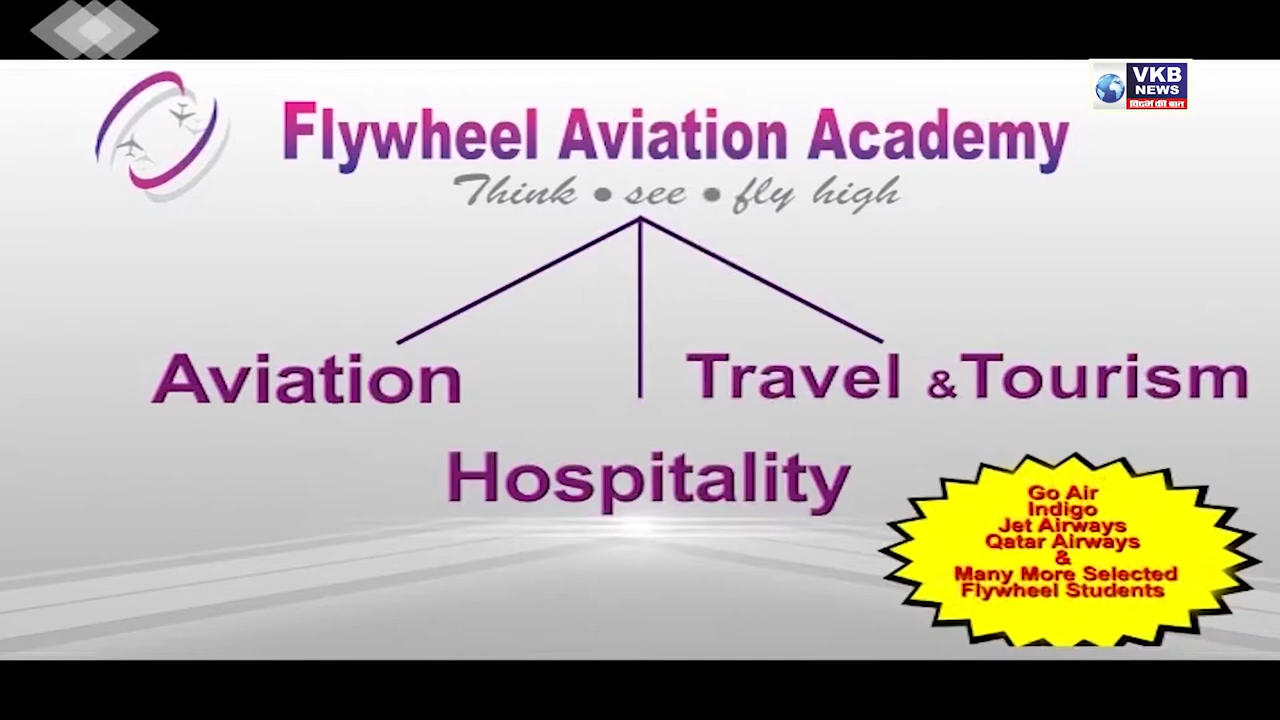 VKB
NEWS
विदर्भ की बात
Flywheel Aviation Academy
Think • see • fly high
Aviation
Travel & Tourism
Hospitality
Go Air
Indigo
Jet Airways
Qatar Airways
&
Many More Selected
Flywheel Students